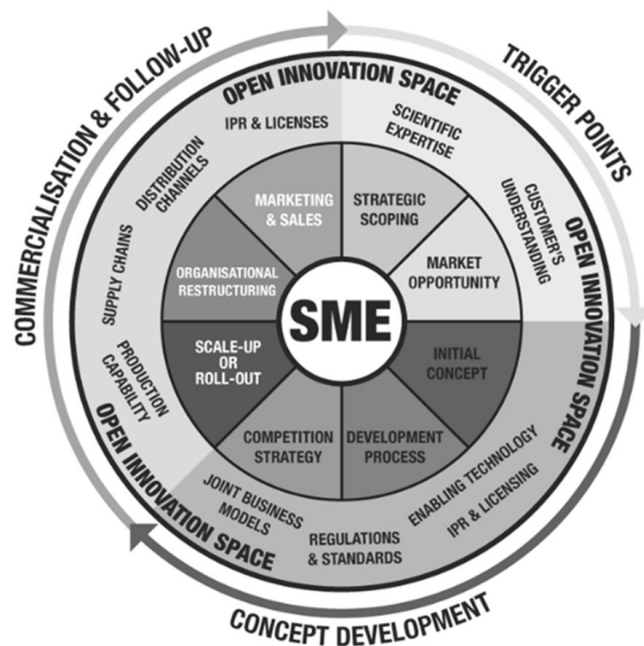 COMMERCIALISATION & FOLLOW-UP
TRIGGER POINTS
CONCEPT DEVELOPMENT
OPEN INNOVATION SPACE
OPEN INNOVATION SPACE
OPEN INNOVATION SPACE
IPR & LICENSES
SCIENTIFIC
EXPERTISE
CUSTOMER'S
UNDERSTANDING
ENABLING TECHNOLOGY
IPR & LICENSING
REGULATIONS
& STANDARDS
JOINT BUSINESS
MODELS
PRODUCTION
CAPABILITY
SUPPLY CHAINS
DISTRIBUTION
CHANNELS
MARKETING
& SALES
STRATEGIC
SCOPING
MARKET
OPPORTUNITY
INITIAL
CONCEPT
DEVELOPMENT
PROCESS
COMPETITION
STRATEGY
SCALE-UP
OR
ROLL-OUT
ORGANISATIONAL
RESTRUCTURING
SME